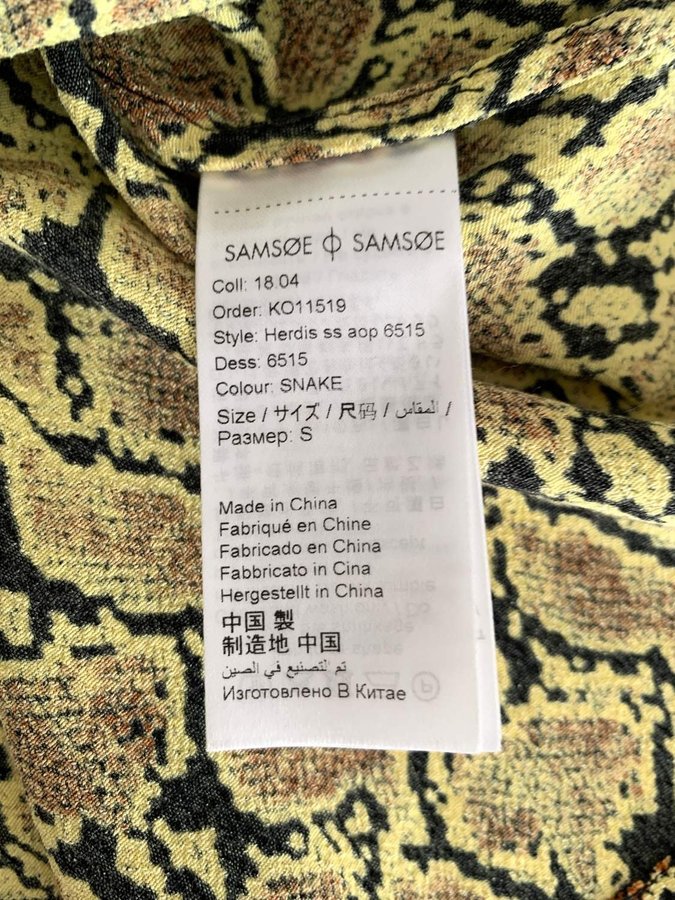 SAMSØE ϕ SAMSØE
Coll: 18.04
Order: KO11519
Style: Herdis ss aop 6515
Dess: 6515
Colour: SNAKE
Size / サイズ / 尺码 / المقاس /
Размер: S
Made in China
Fabriqué en Chine
Fabricado en China
Fabbricato in Cina
Hergestellt in China
中国 製
制造地 中国
تم التصنيع في الصين
Изготовлено В Китае